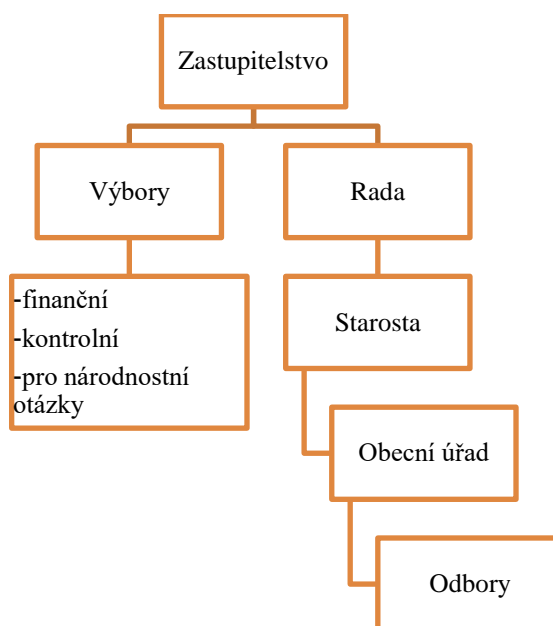 Zastupitelstvo
Výbory
Rada
-finanční
-kontrolní
-pro národnostní
otázky
Starosta
Obecní úřad
Odbory